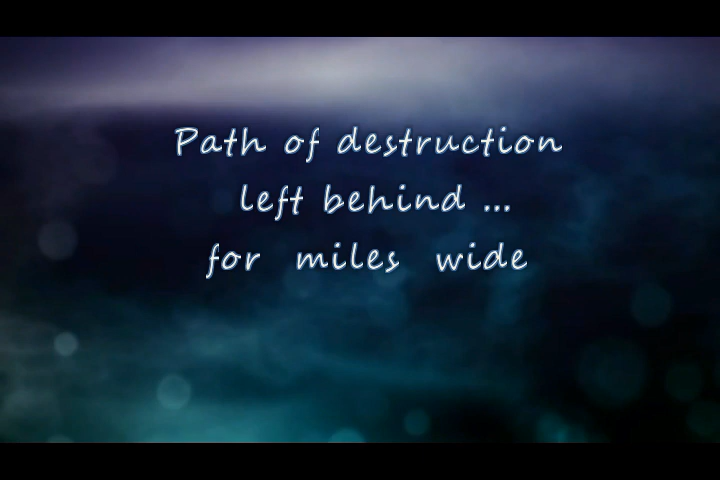 Path of destruction
left behind ...
for miles wide